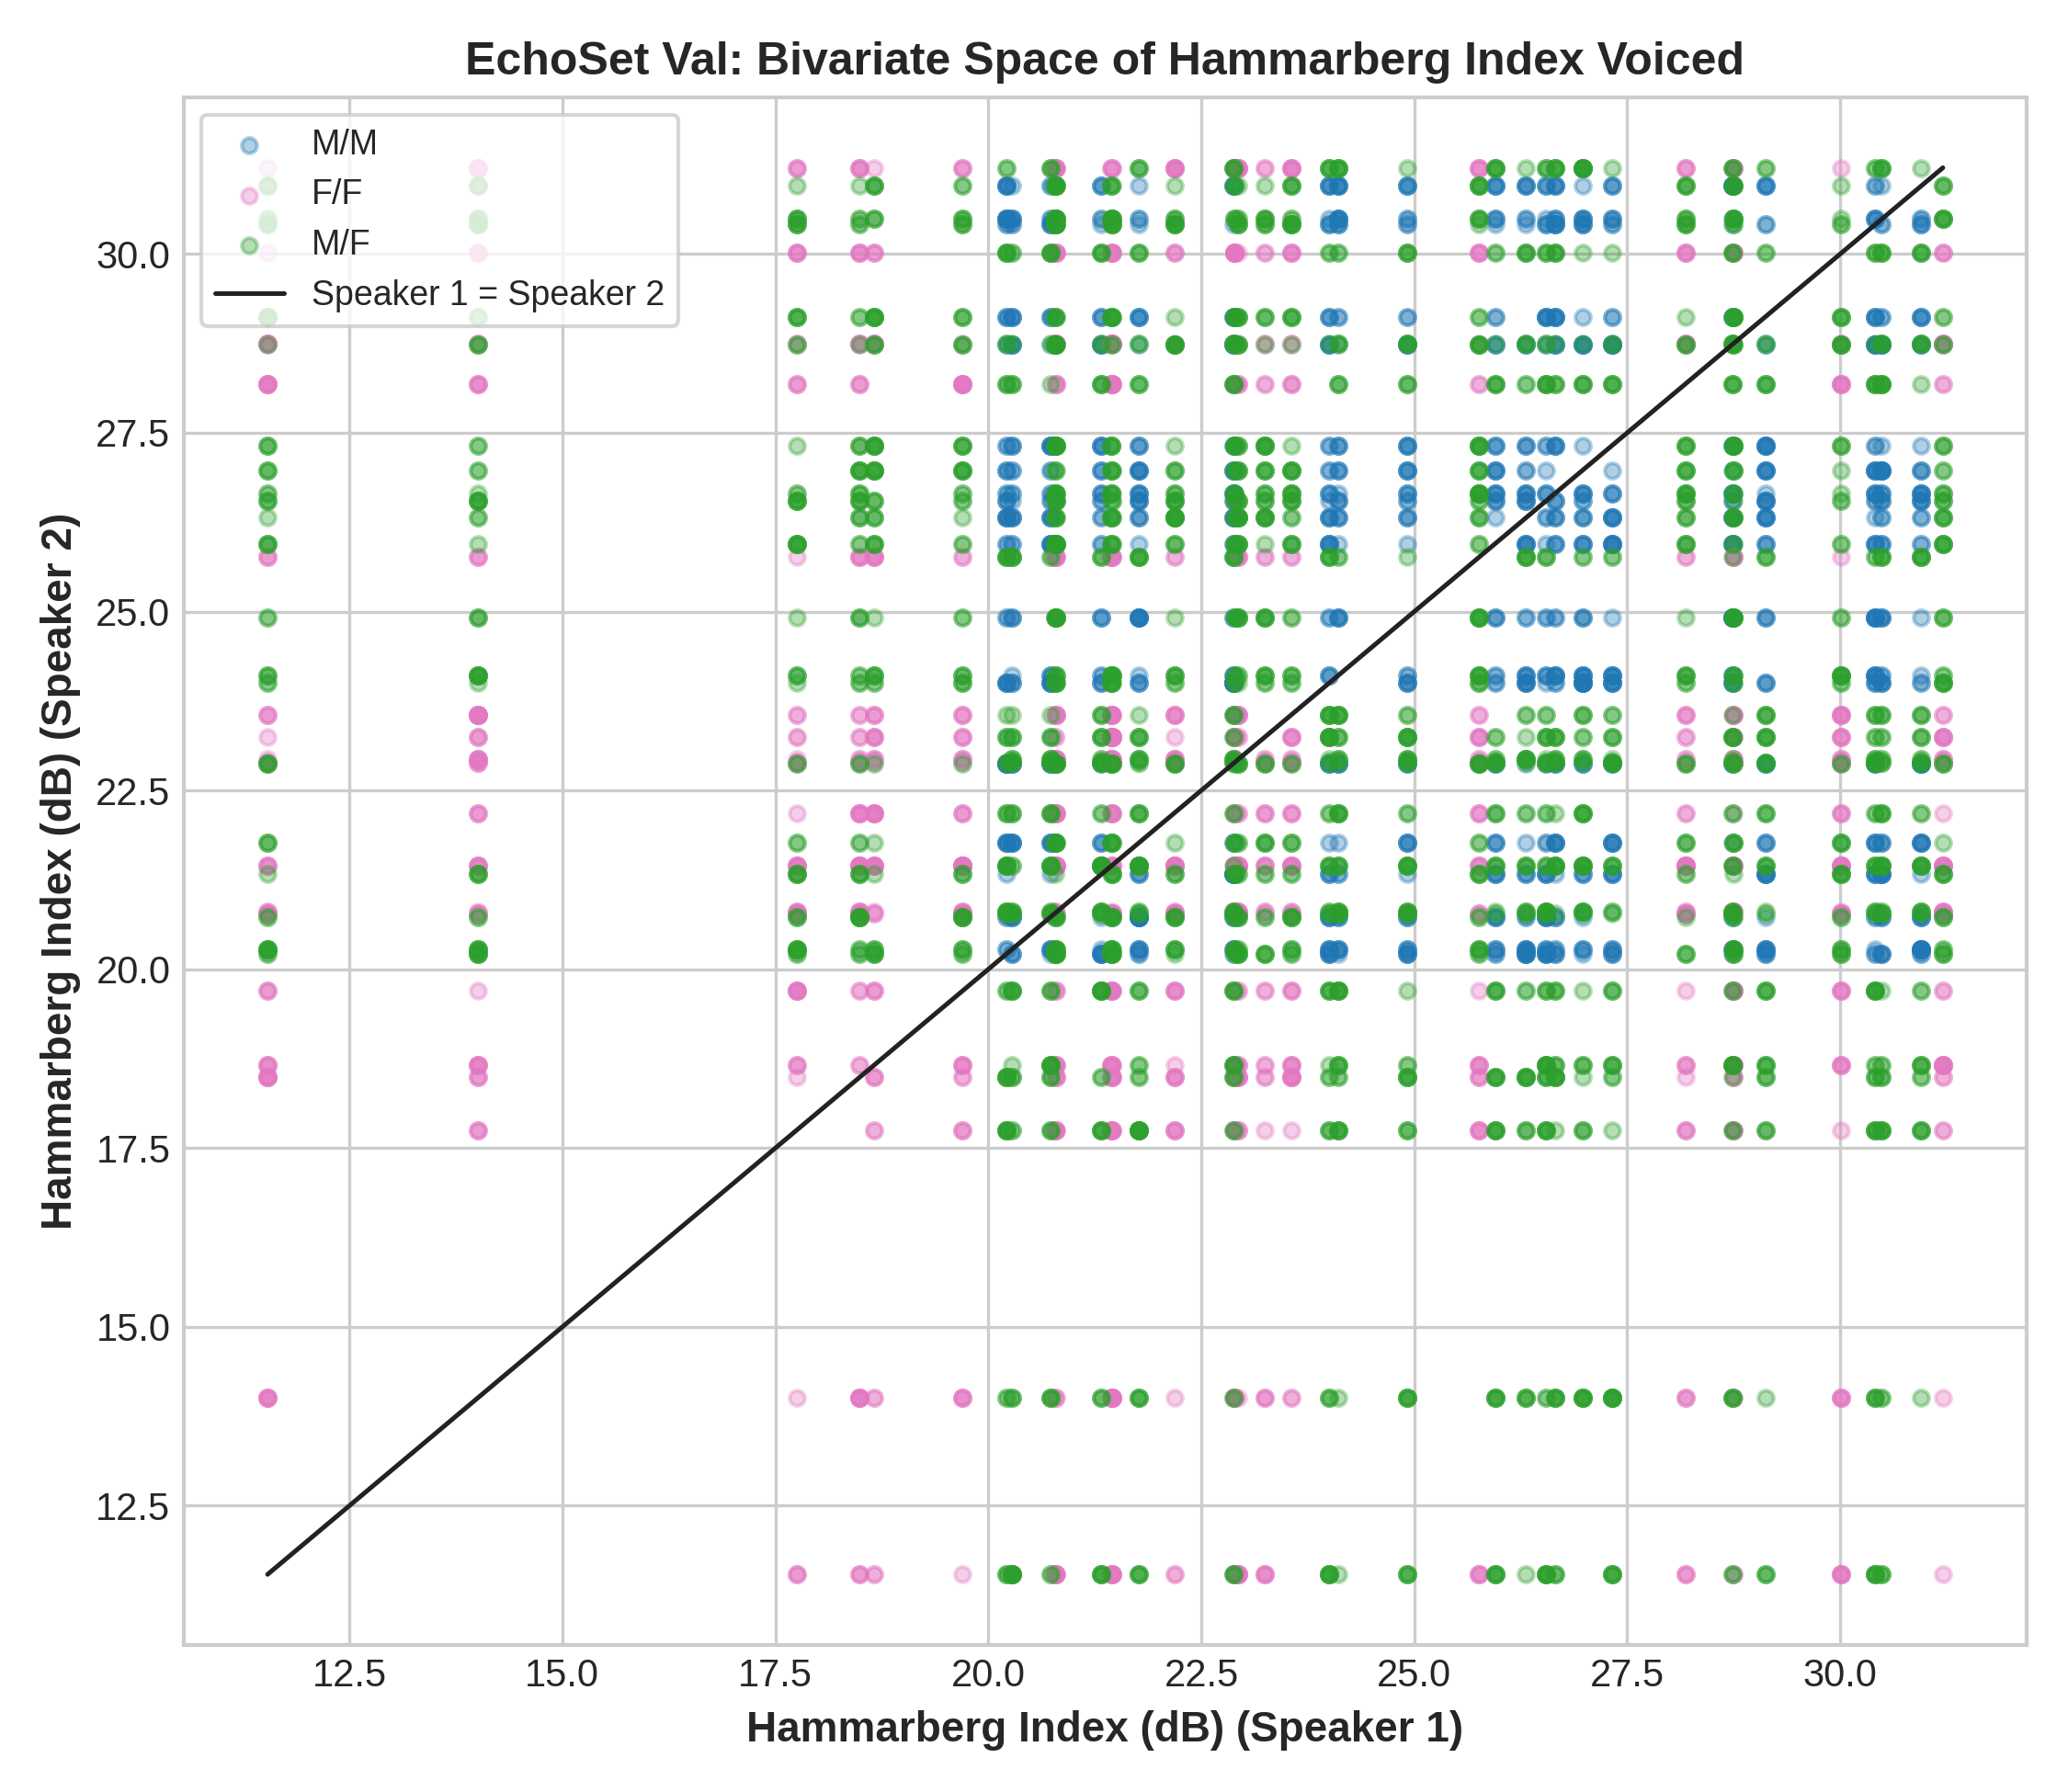 EchoSet Val: Bivariate Space of Hammarberg Index Voiced
M/M
F/F
M/F
Speaker 1 = Speaker 2
Hammarberg Index (dB) (Speaker 2)
30.0
27.5
25.0
22.5
20.0
17.5
15.0
12.5
12.5 15.0 17.5 20.0 22.5 25.0 27.5 30.0
Hammarberg Index (dB) (Speaker 1)